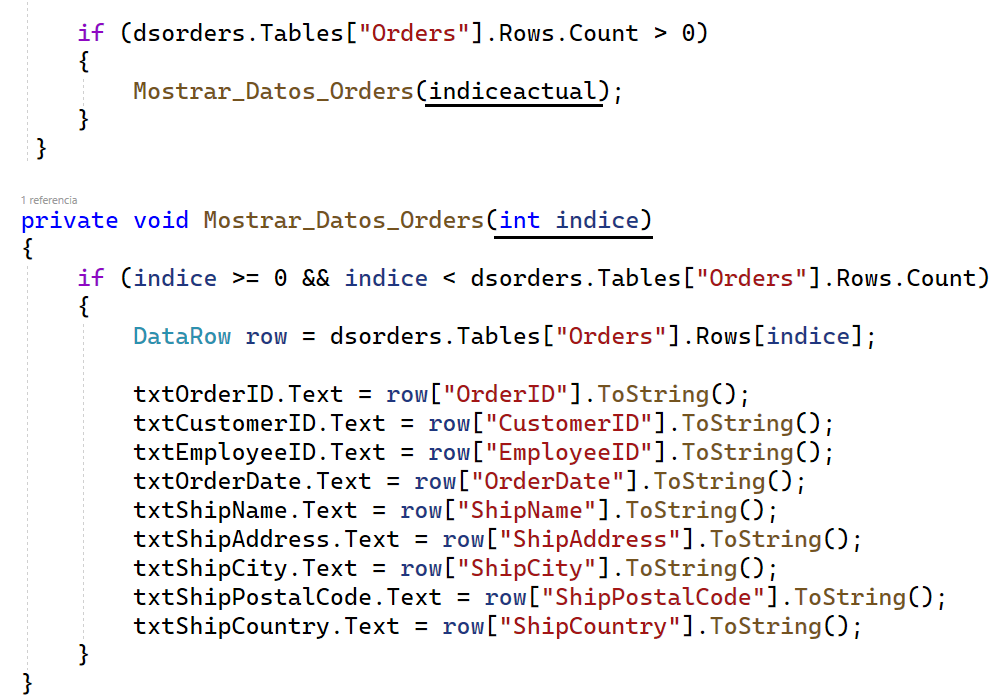 if (dsorders.Tables["Orders"].Rows.Count > 0)
{
Mostrar_Datos_Orders(indiceactual);
}
}
1 referencia
private void Mostrar_Datos_Orders(int indice)
{
if (indice >= 0 && indice < dsorders.Tables["Orders"].Rows.Count)
{
DataRow row = dsorders.Tables["Orders"].Rows[indice];
txtOrderID.Text = row["OrderID"].ToString();
txtCustomerID.Text = row["CustomerID"].ToString();
txtEmployeeID.Text = row["EmployeeID"].ToString();
txtOrderDate.Text = row["OrderDate"].ToString();
txtShipName.Text = row["ShipName"].ToString();
txtShipAddress.Text = row["ShipAddress"].ToString();
txtShipCity.Text = row["ShipCity"].ToString();
txtShipPostalCode.Text = row["ShipPostalCode"].ToString();
txtShipCountry.Text = row["ShipCountry"].ToString();
}
}